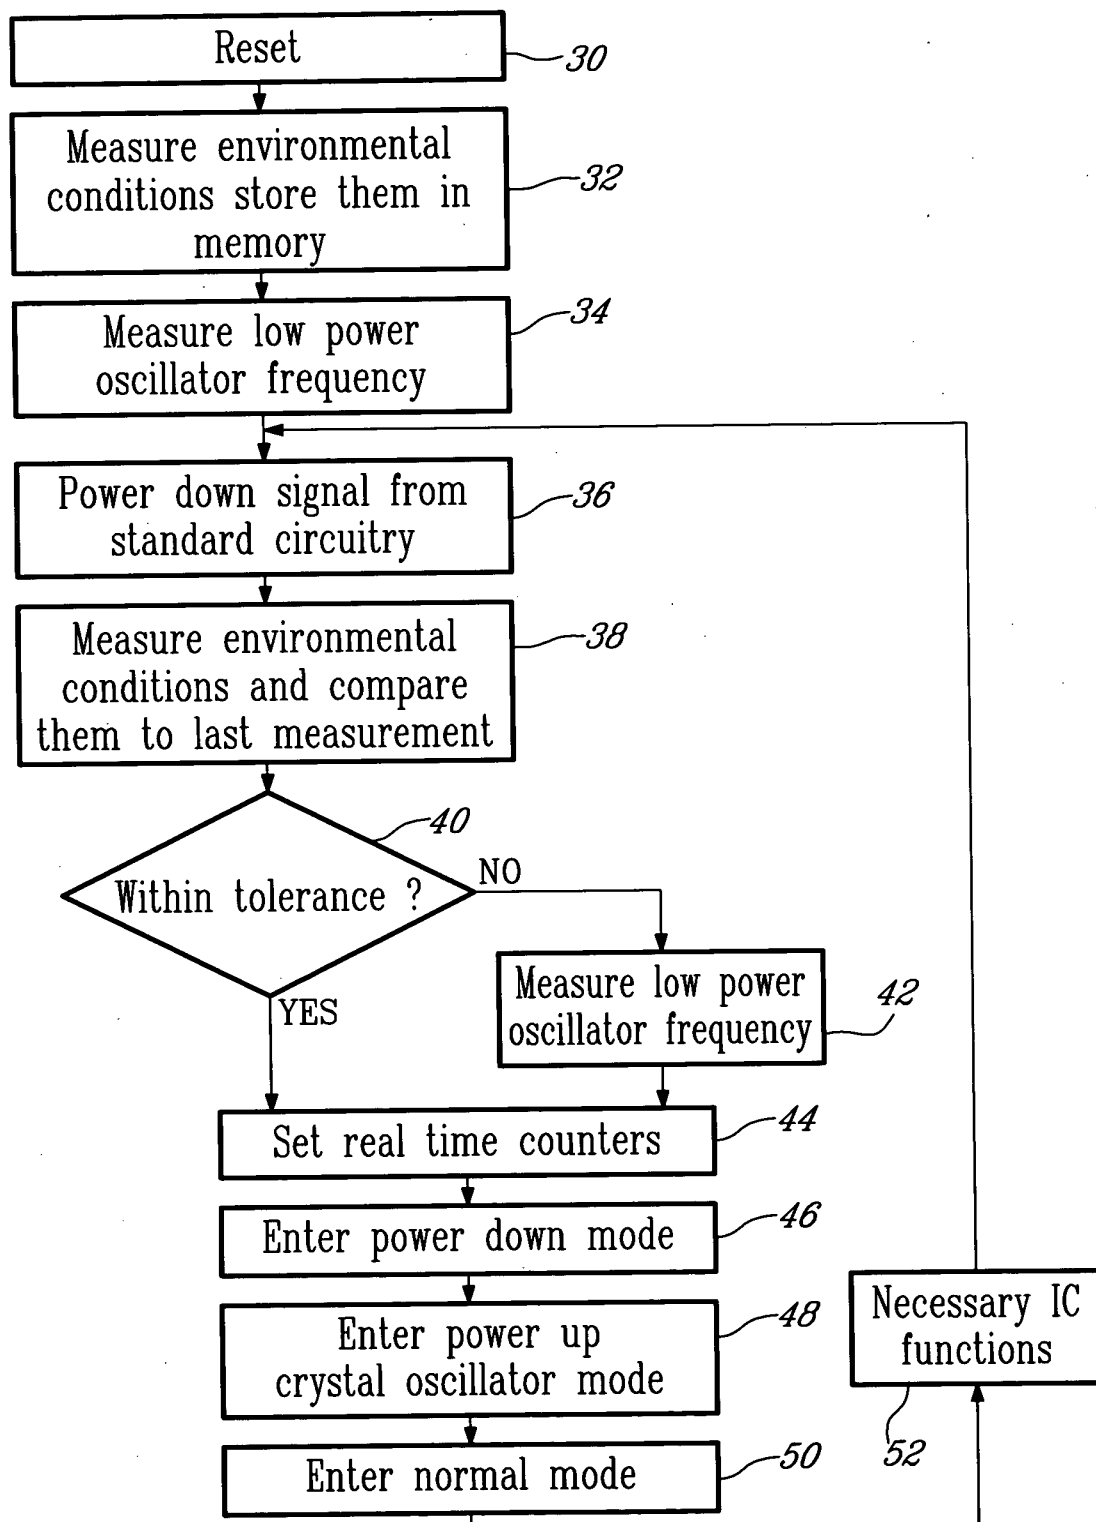 Reset
30
Measure environmental
conditions store them in
memory
32
Measure low power
oscillator frequency
34
Power down signal from
standard circuitry
36
Measure environmental
conditions and compare
them to last measurement
38
Within tolerance ?
40
NO
YES
Measure low power
oscillator frequency
42
Set real time counters
44
Enter power down mode
46
Enter power up
crystal oscillator mode
48
Necessary IC
functions
52
Enter normal mode
50